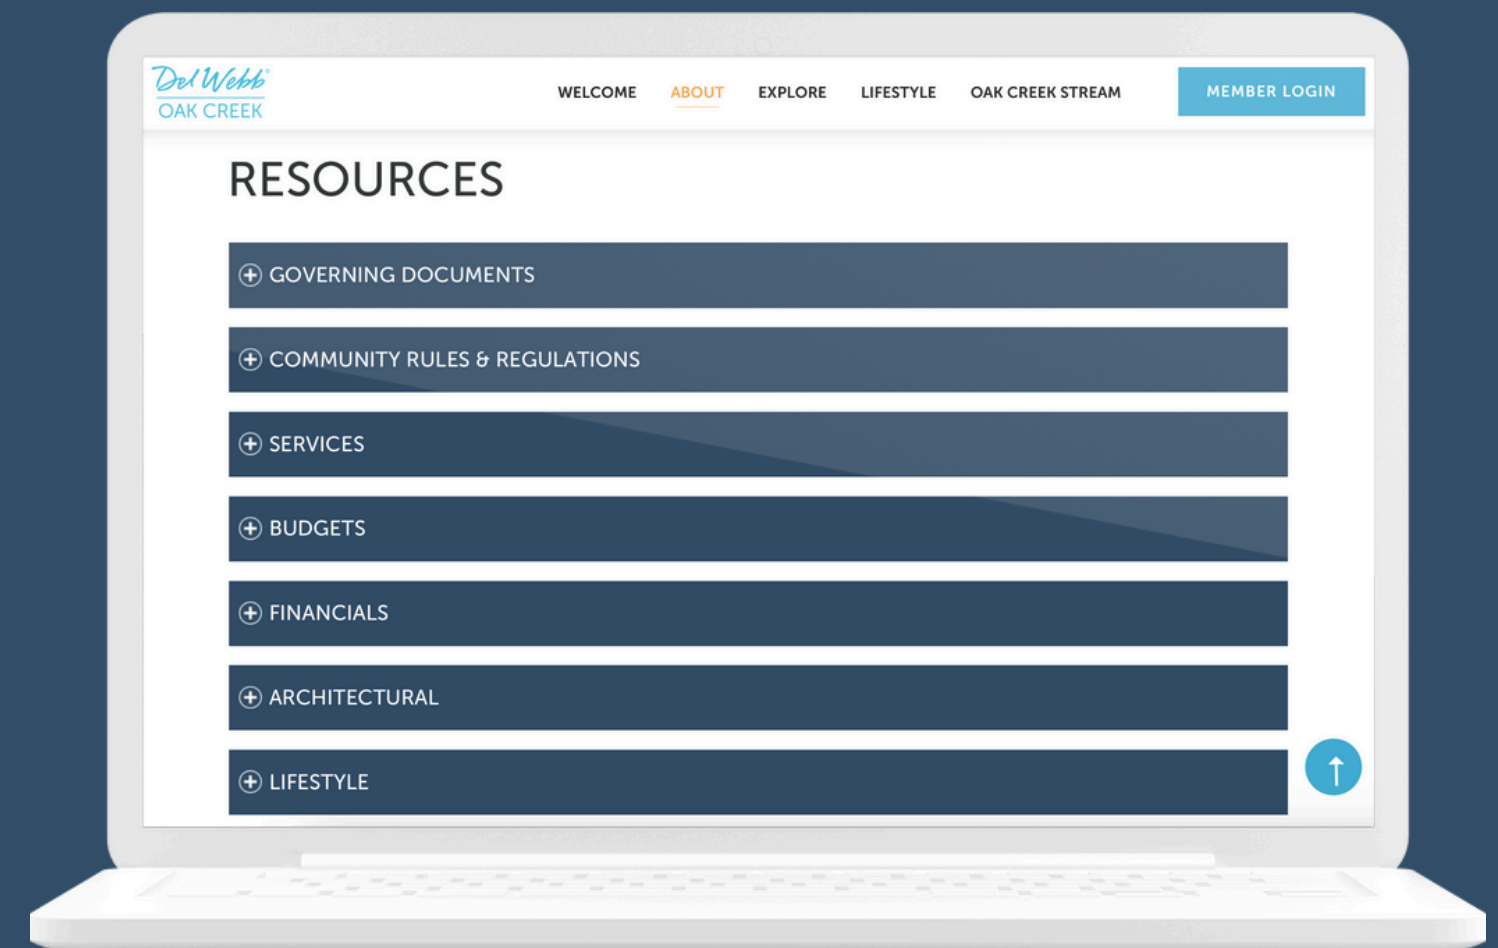 Del Webb®
OAK CREEK
WELCOME ABOUT EXPLORE LIFESTYLE OAK CREEK STREAM MEMBER LOGIN
RESOURCES
GOVERNING DOCUMENTS
COMMUNITY RULES & REGULATIONS
SERVICES
BUDGETS
FINANCIALS
ARCHITECTURAL
LIFESTYLE